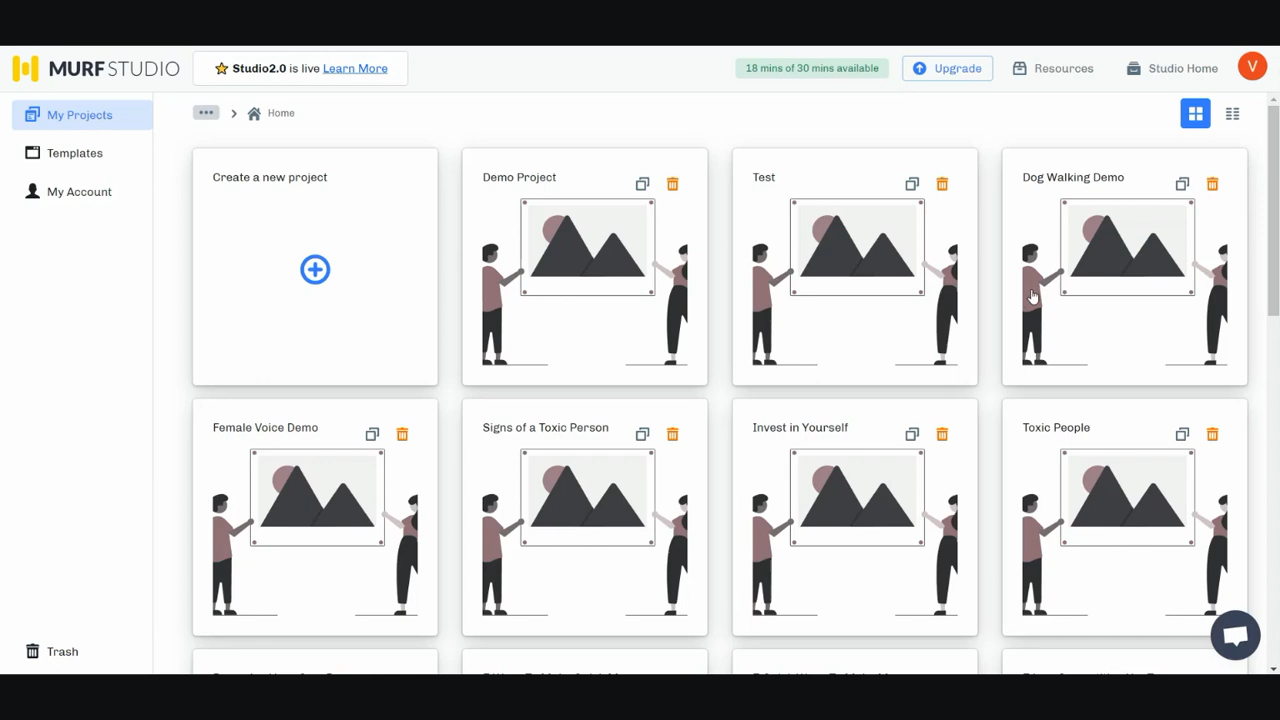 MURF STUDIO
Studio2.0 is live Learn More
18 mins of 30 mins available
Upgrade
Resources
Studio Home
V
My Projects
Home
Templates
My Account
Create a new project
Demo Project
Test
Dog Walking Demo
Female Voice Demo
Signs of a Toxic Person
Invest in Yourself
Toxic People
Trash